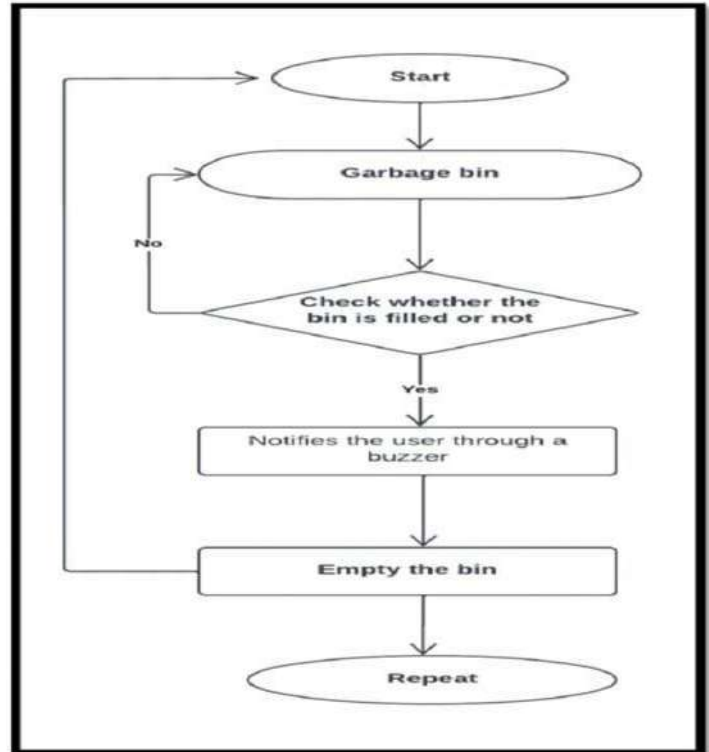 Start
Garbage bin
No
Check whether the
bin is filled or not
Yes
Notifies the user through a
buzzer
Empty the bin
Repeat